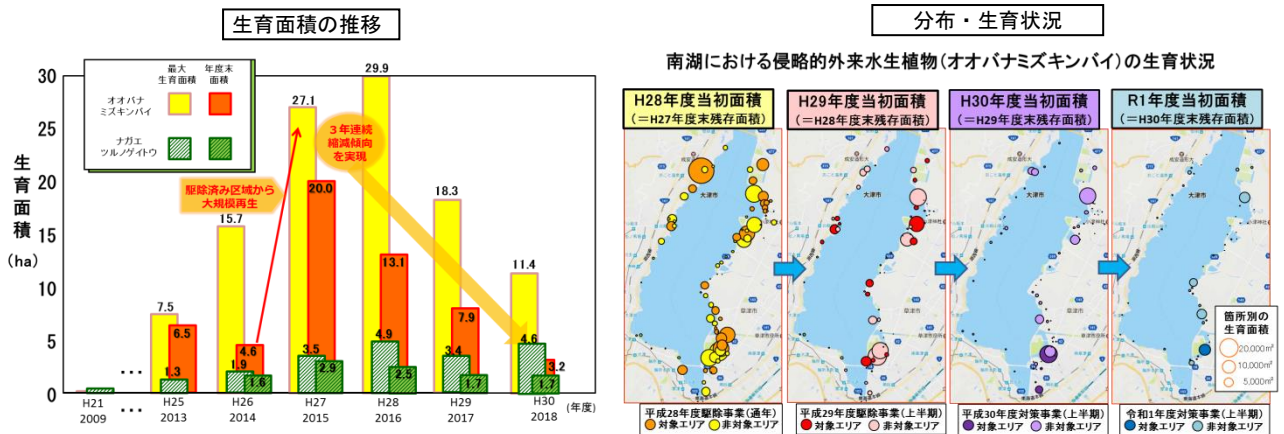 生育面積の推移
生育面積(ha)
30
25
20
15
10
5
0
最大
生育面積
年度末
面積
オオバナ
ミズキンバイ
ナガエ
ツルノゲイトウ
駆除済み区域から
大規模再生
3年連続
縮減傾向
を実現
7.5
6.5
1.3
15.7
4.6
1.9
1.6
27.1
20.0
3.5
2.9
29.9
13.1
4.9
2.5
18.3
7.9
3.4
1.7
11.4
4.6
3.2
1.7
…
…
H21
2009
H25
2013
H26
2014
H27
2015
H28
2016
H29
2017
H30
2018
(年度)
分布・生育状況
南湖における侵略的外来水生植物(オオバナミズキンバイ)の生育状況
H28年度当初面積
(=H27年度末残存面積)
大津市
平成28年度駆除事業(通年)
対象エリア 非対象エリア
H29年度当初面積
(=H28年度末残存面積)
大津市
平成29年度駆除事業(上半期)
対象エリア 非対象エリア
H30年度当初面積
(=H29年度末残存面積)
大津市
平成30年度対策事業(上半期)
対象エリア 非対象エリア
R1年度当初面積
(=H30年度末残存面積)
大津市
箇所別の
生育面積
20,000㎡
10,000㎡
5,000㎡
令和1年度対策事業(上半期)
対象エリア 非対象エリア